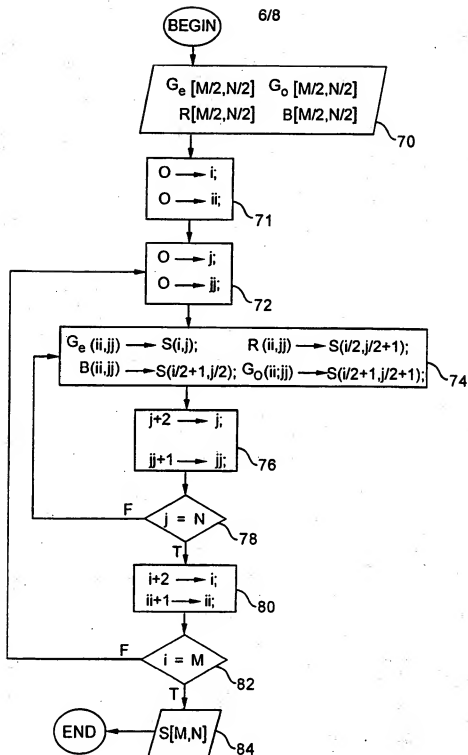 6/8
BEGIN
Ge [M/2,N/2] Go [M/2,N/2]
R[M/2,N/2] B[M/2,N/2]
70
O → i;
O → ii;
71
O → j;
O → jj;
72
Ge (ii,jj) → S(i,j); R (ii,jj) → S(i/2,j/2+1);
B(ii,jj) → S(i/2+1,j/2); Go(ii;jj) → S(i/2+1,j/2+1);
74
j+2 → j;
jj+1 → jj;
76
F
j = N
78
T
i+2 → i;
ii+1 → ii;
80
F
i = M
82
T
END
S[M,N]
84